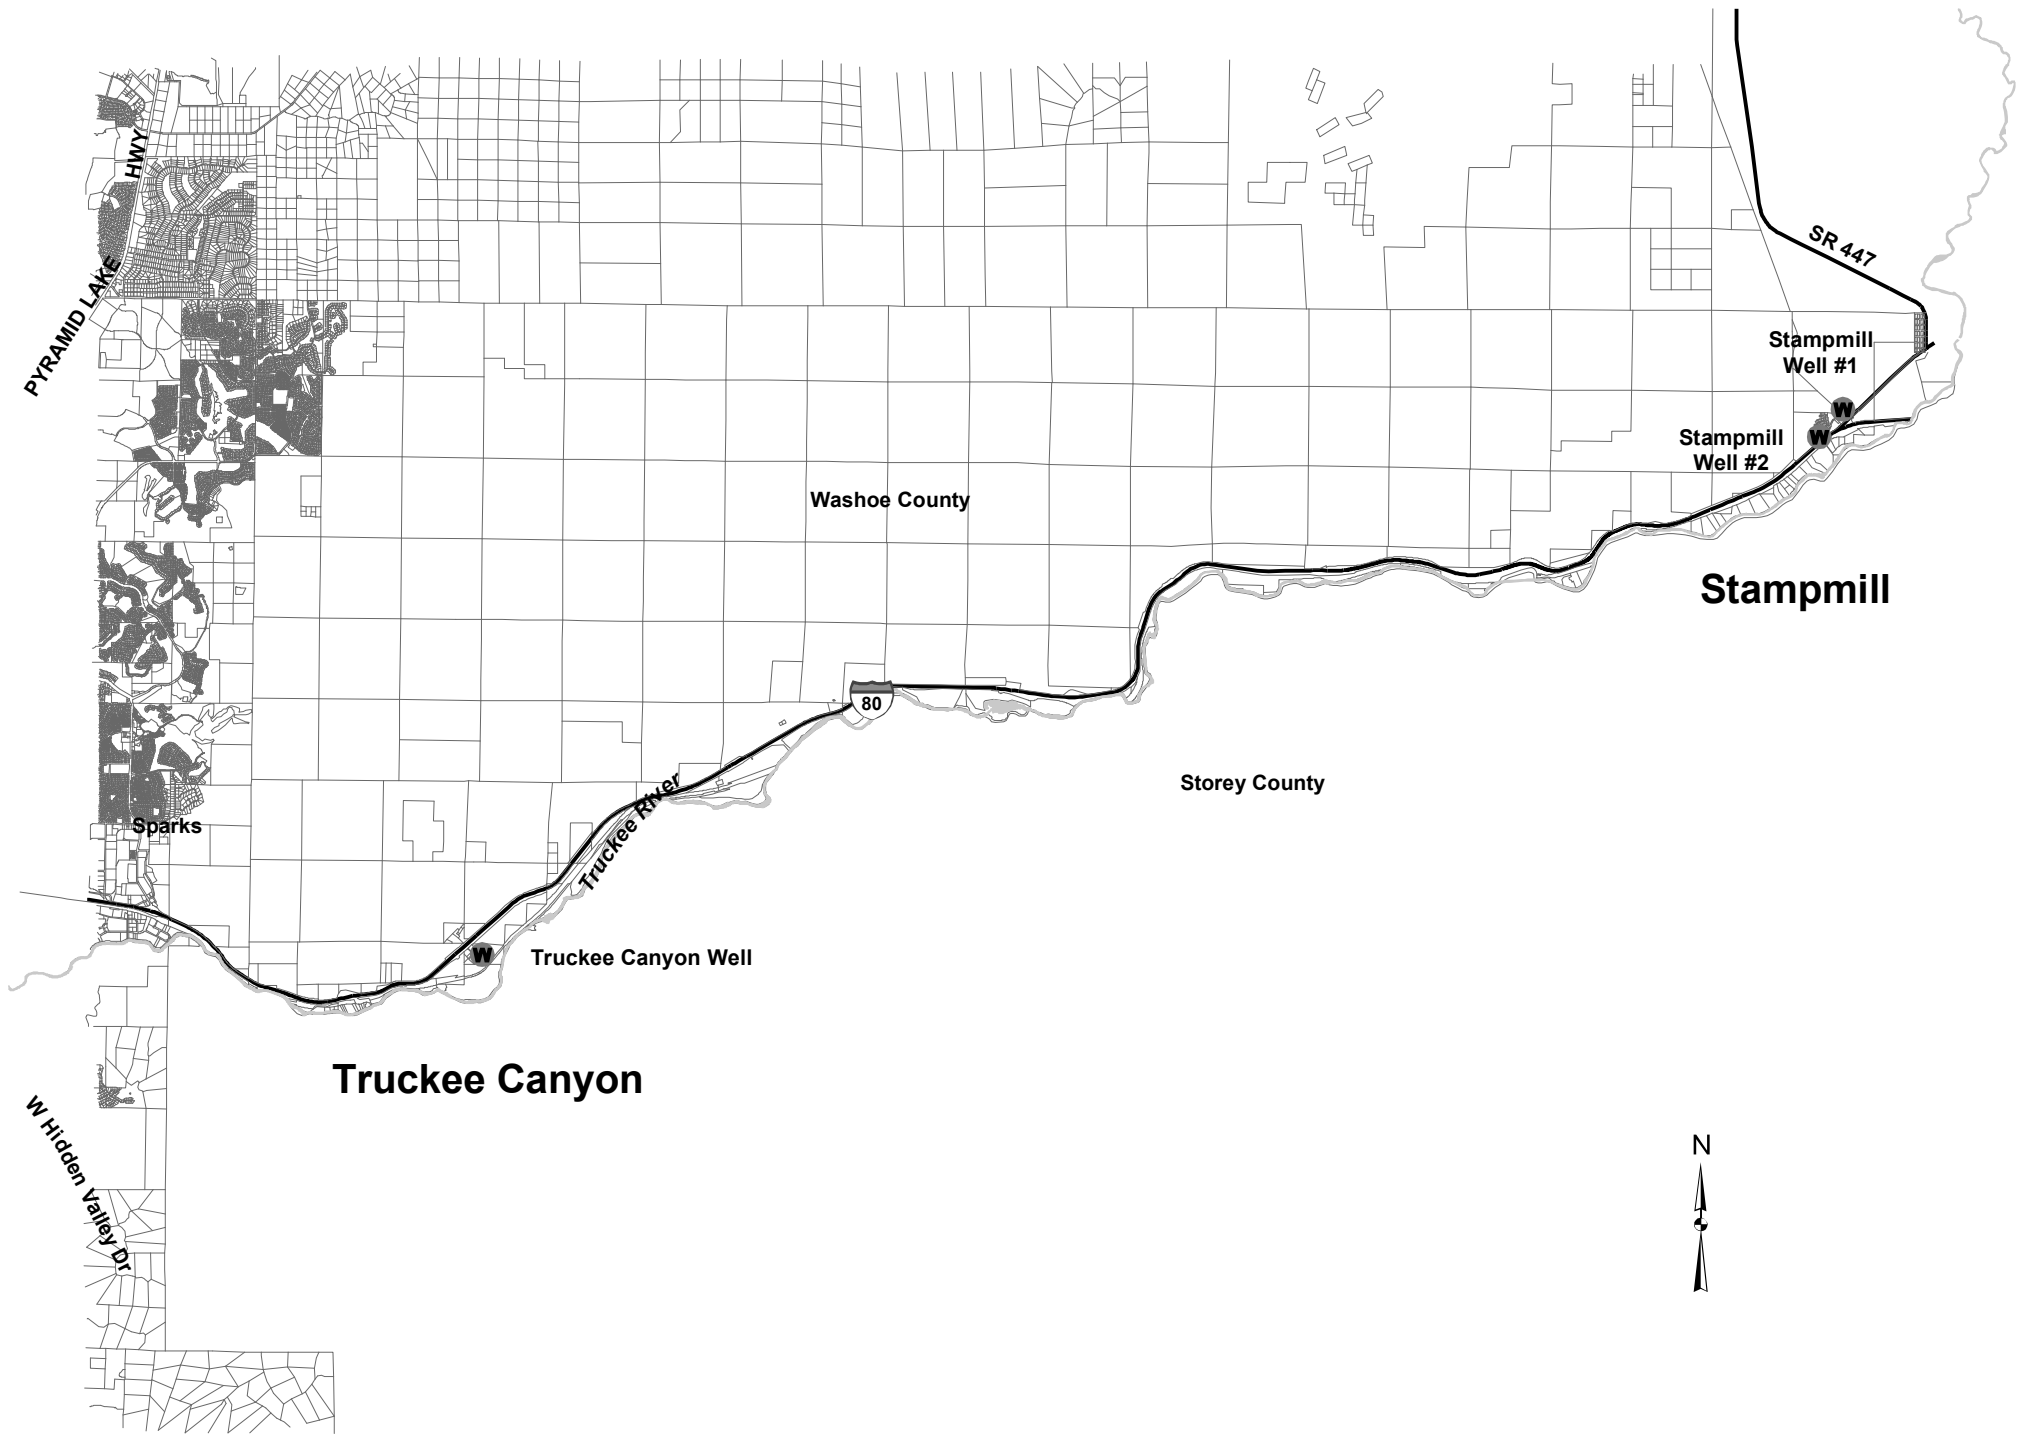 HWY
PYRAMID LAKE
SR 447
Stampmill
Well #1
W
W
Stampmill
Well #2
Washoe County
Stampmill
80
Storey County
Truckee River
Sparks
W
Truckee Canyon Well
Truckee Canyon
W Hidden Valley Dr
N